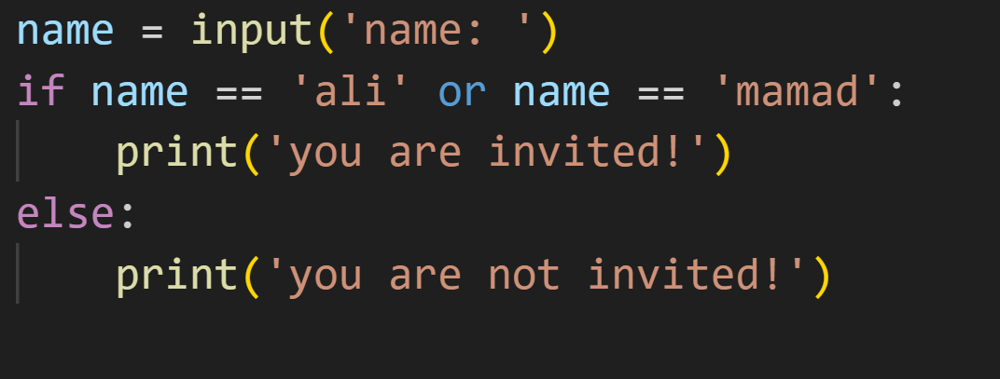 name = input('name: ')
if name == 'ali' or name == 'mamad':
    print('you are invited!')
else:
    print('you are not invited!')